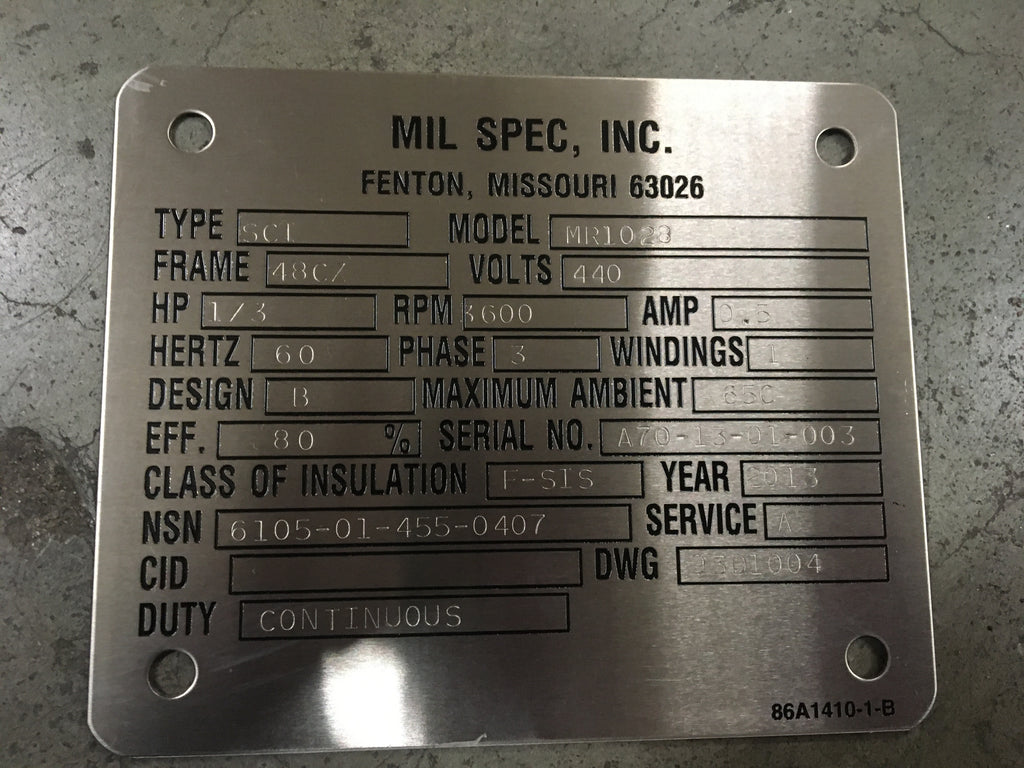 MIL SPEC, INC.
FENTON, MISSOURI 63026
TYPE SCI MODEL MR1028
FRAME 48CZ VOLTS 440
HP 1/3 RPM 3600 AMP 0.5
HERTZ 60 PHASE 3 WINDINGS 1
DESIGN B MAXIMUM AMBIENT 65C
EFF. 80 % SERIAL NO. A70-13-01-003
CLASS OF INSULATION F-SIS YEAR 2013
NSN 6105-01-455-0407 SERVICE A
CID DWG
DUTY CONTINUOUS
86A1410-1-B